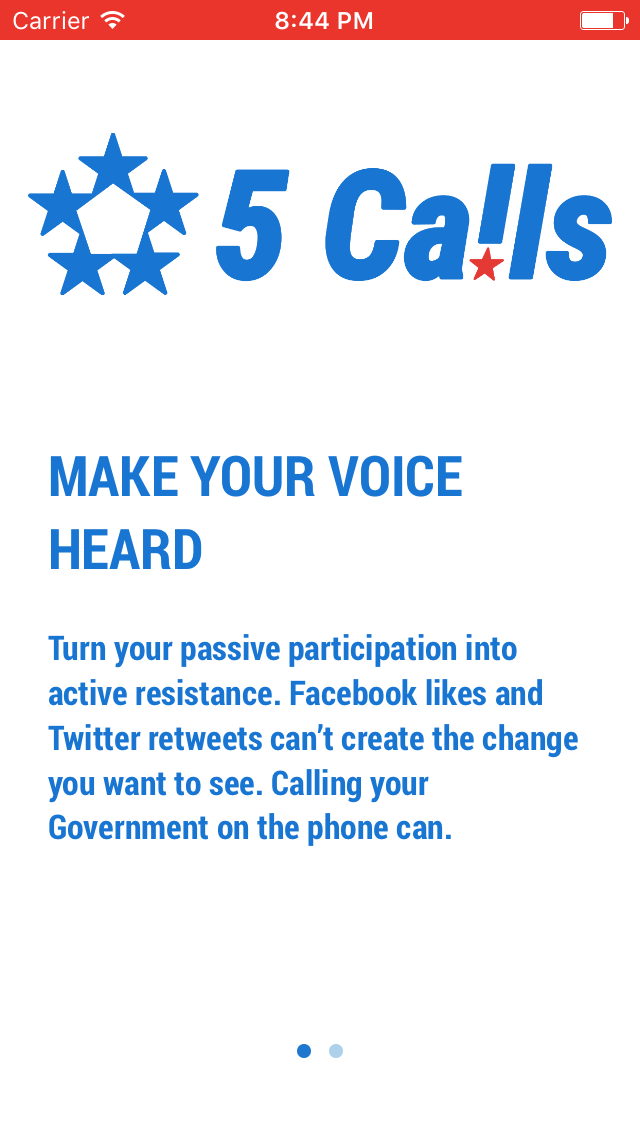 Carrier 8:44 PM
5 Calls
MAKE YOUR VOICE
HEARD
Turn your passive participation into
active resistance. Facebook likes and
Twitter retweets can’t create the change
you want to see. Calling your
Government on the phone can.